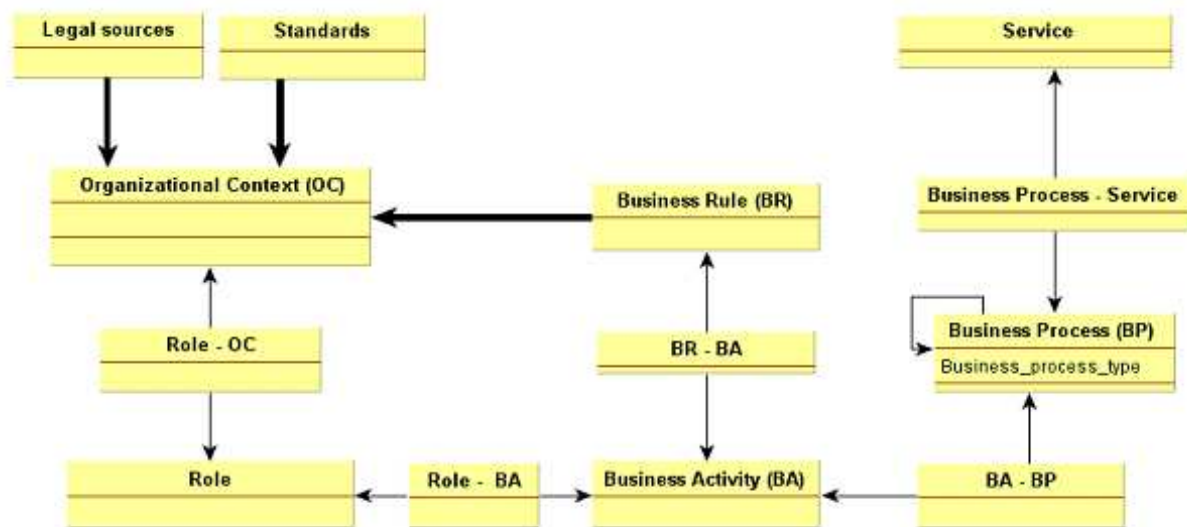 Legal sources
Standards
Service
Organizational Context (OC)
Business Rule (BR)
Business Process - Service
Role - OC
BR - BA
Business Process (BP)
Business_process_type
Role
Role - BA
Business Activity (BA)
BA - BP